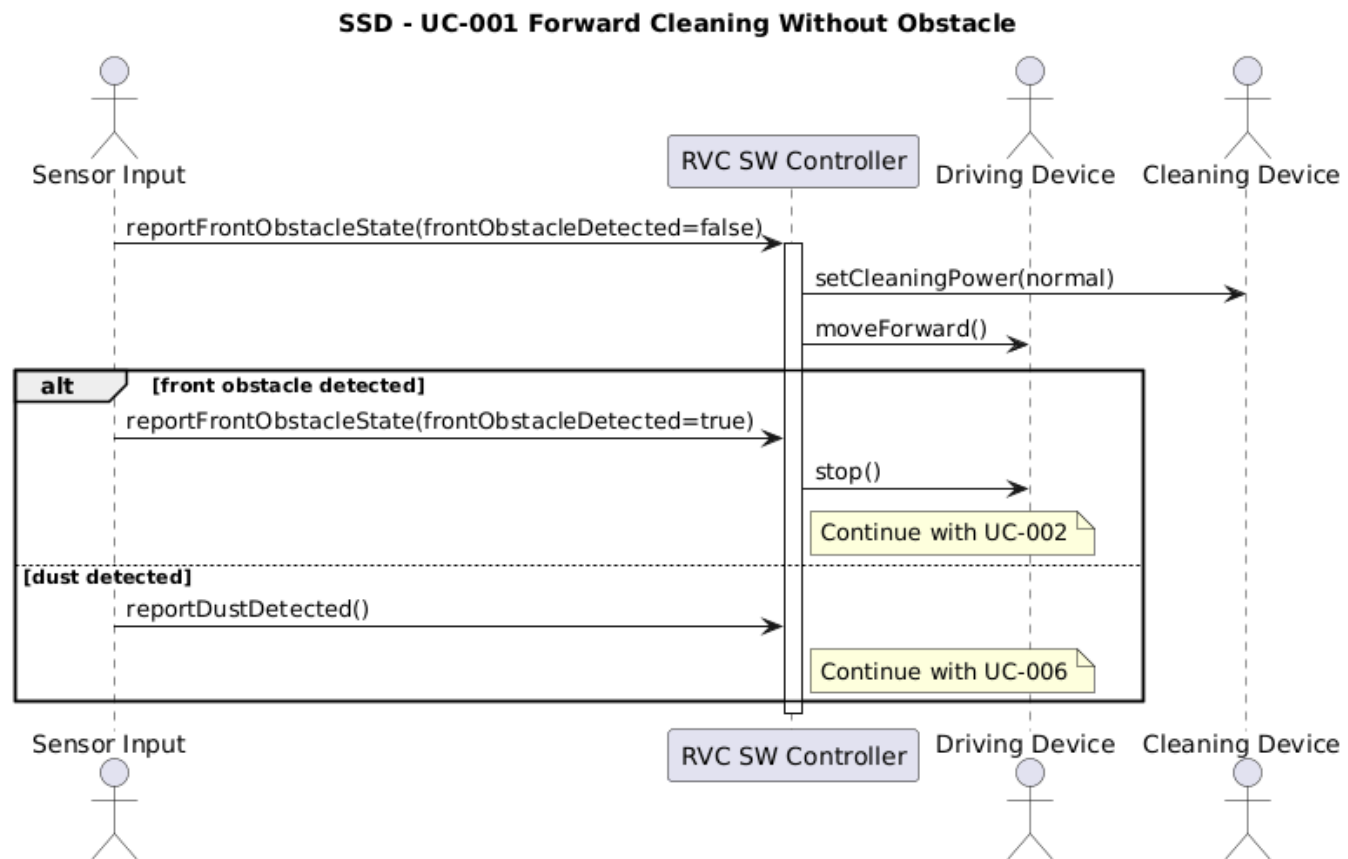 SSD - UC-001 Forward Cleaning Without Obstacle
Sensor Input
RVC SW Controller
Driving Device
Cleaning Device
reportFrontObstacleState(frontObstacleDetected=false)
setCleaningPower(normal)
moveForward()
alt
[front obstacle detected]
reportFrontObstacleState(frontObstacleDetected=true)
stop()
Continue with UC-002
[dust detected]
reportDustDetected()
Continue with UC-006
Sensor Input
RVC SW Controller
Driving Device
Cleaning Device